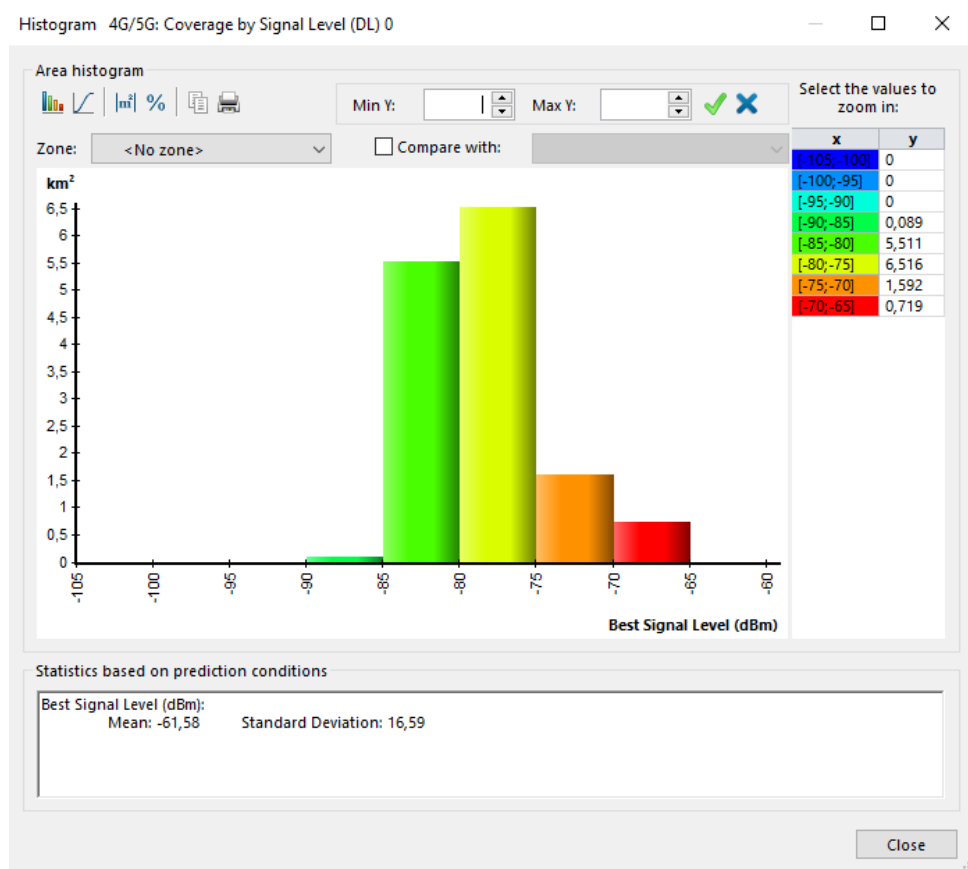 Histogram 4G/5G: Coverage by Signal Level (DL) 0
Area histogram
|m²| %
Min Y:
Max Y:
Select the values to
zoom in:
Zone: <No zone>
Compare with:
x y
[-105;-100] 0
[-100;-95] 0
[-95;-90] 0
[-90;-85] 0,089
[-85;-80] 5,511
[-80;-75] 6,516
[-75;-70] 1,592
[-70;-65] 0,719
km²
6,5
6
5,5
5
4,5
4
3,5
3
2,5
2
1,5
1
0,5
0
-105 -100 -95 -90 -85 -80 -75 -70 -65 -60
Best Signal Level (dBm)
Statistics based on prediction conditions
Best Signal Level (dBm):
Mean: -61,58 Standard Deviation: 16,59
Close